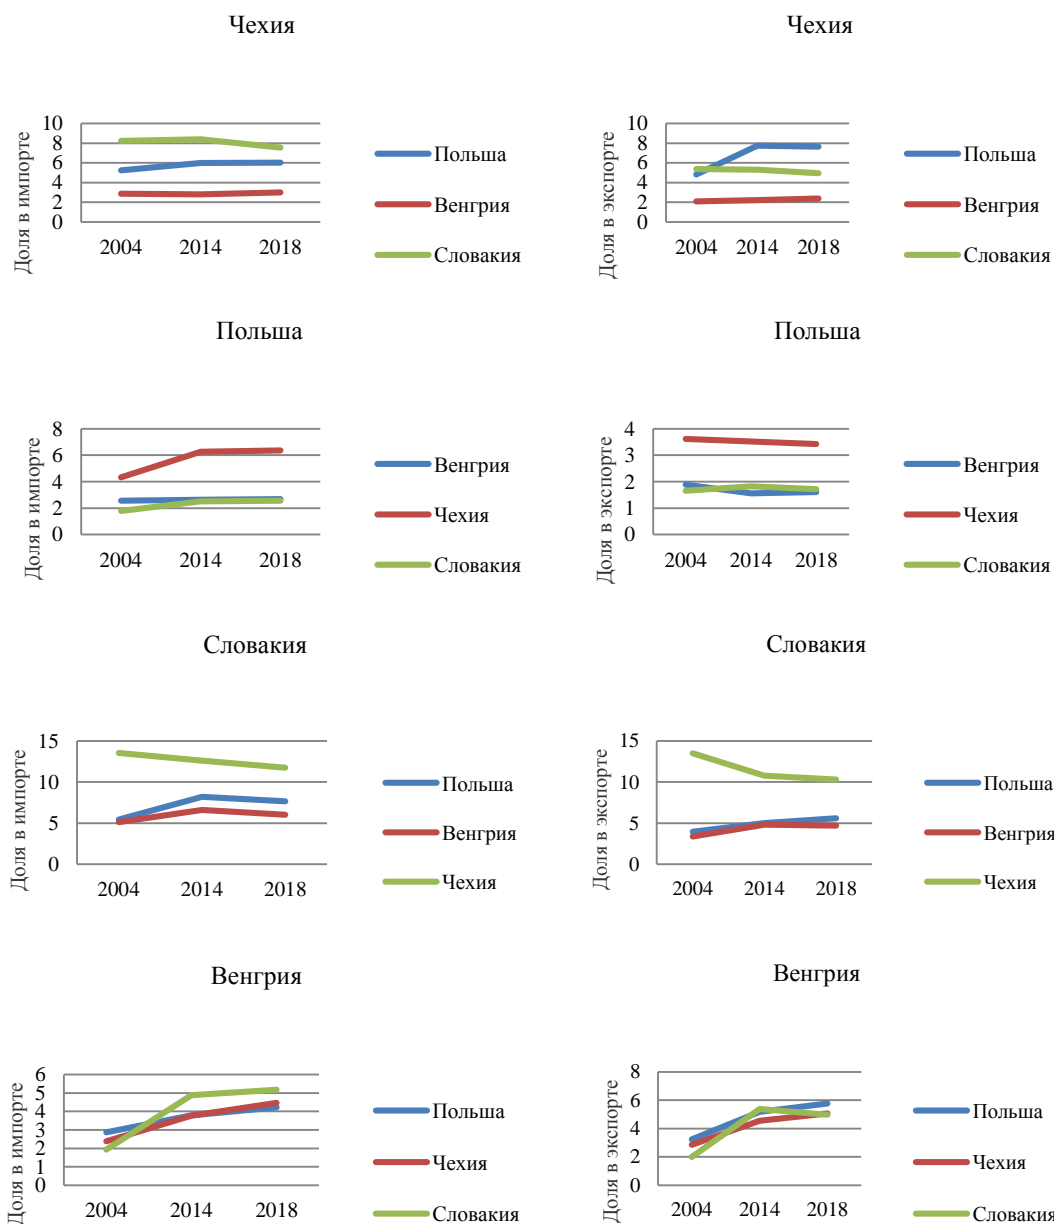 Чехия
Доля в импорте
10
8
6
4
2
0
2004 2014 2018
Польша
Венгрия
Словакия
Чехия
Доля в экспорте
10
8
6
4
2
0
2004 2014 2018
Польша
Венгрия
Словакия
Польша
Доля в импорте
8
6
4
2
0
2004 2014 2018
Венгрия
Чехия
Словакия
Доля в экспорте
4
3
2
1
0
2004 2014 2018
Венгрия
Чехия
Словакия
Словакия
Доля в импорте
15
10
5
0
2004 2014 2018
Польша
Венгрия
Чехия
Словакия
Доля в экспорте
15
10
5
0
2004 2014 2018
Польша
Венгрия
Чехия
Венгрия
Доля в импорте
6
5
4
3
2
1
0
2004 2014 2018
Польша
Чехия
Словакия
Венгрия
Доля в экспорте
8
6
4
2
0
2004 2014 2018
Польша
Чехия
Словакия